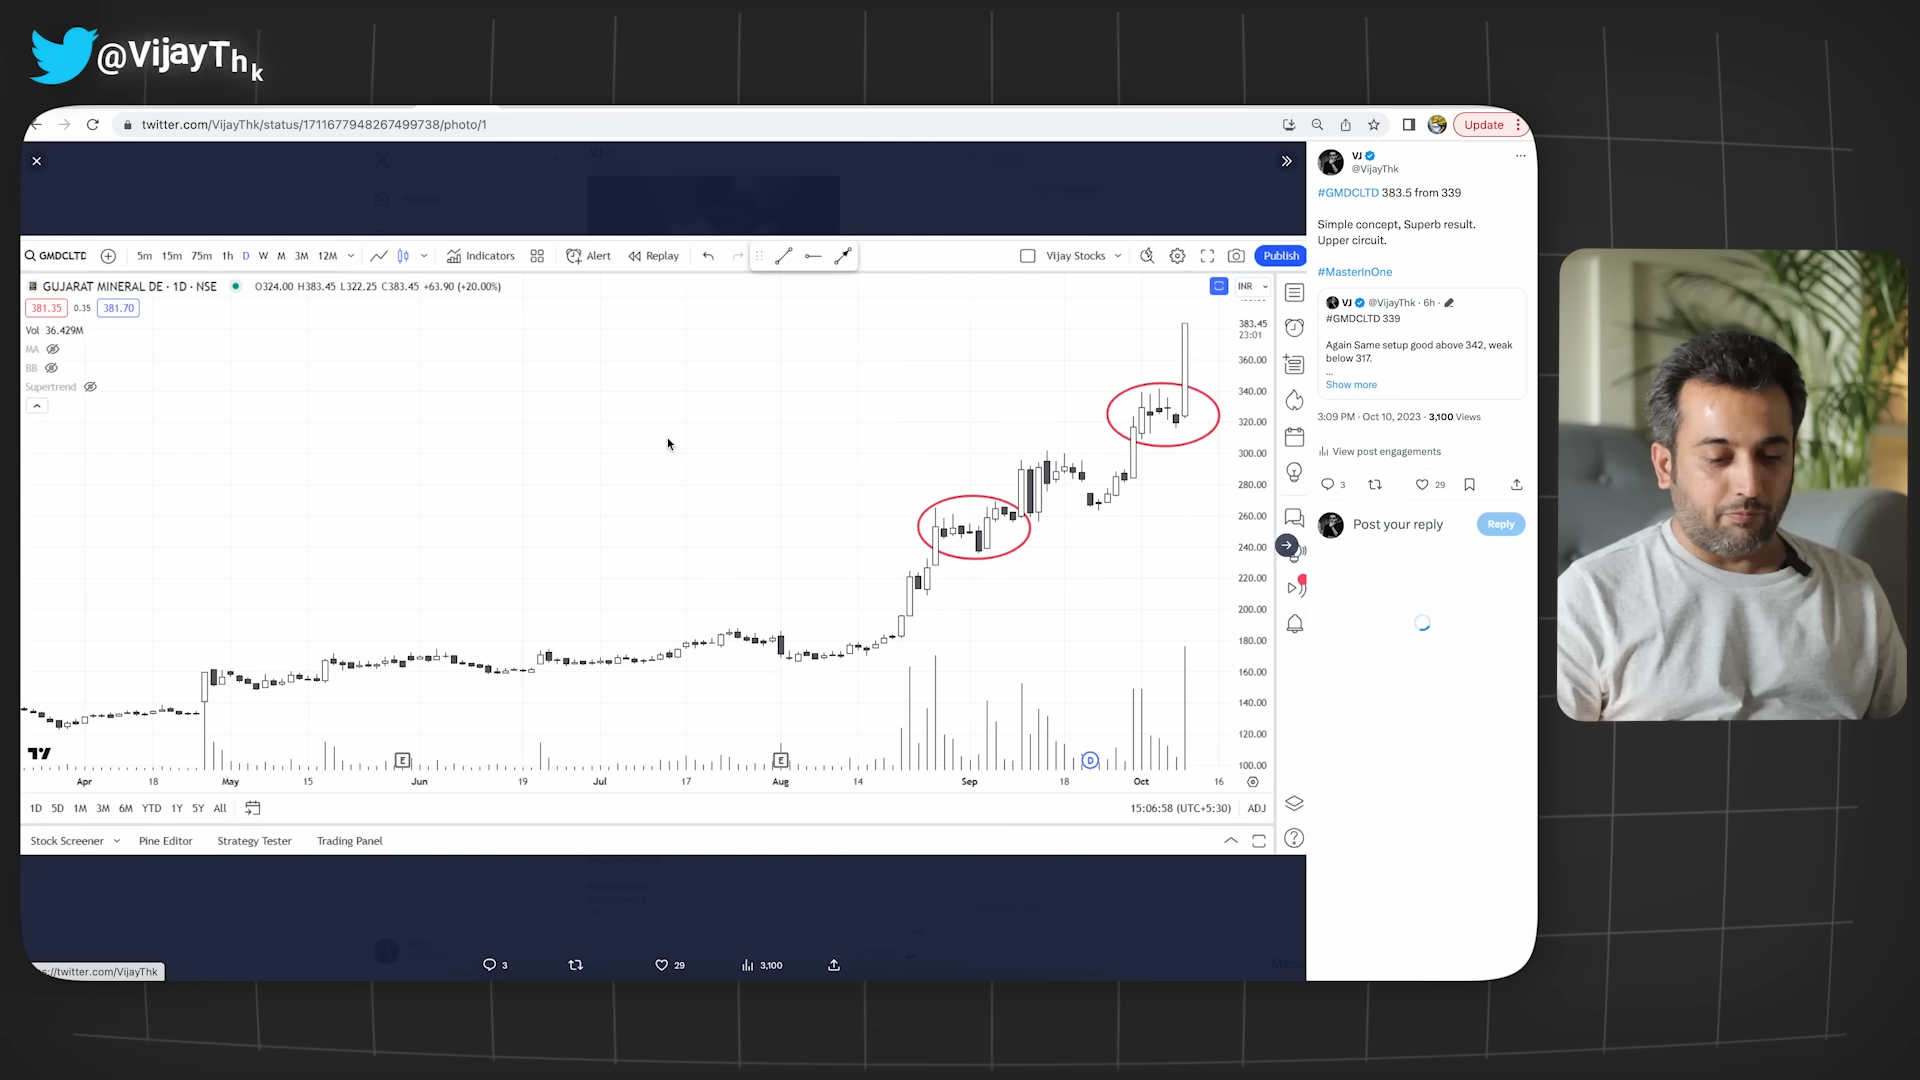 @VijayThk
twitter.com/VijayThk/status/1711677948267499738/photo/1
Update
Home
GMDCLTD
5m 15m 75m 1h D W M 3M 12M
Indicators
Alert
Replay
Vijay Stocks
Publish
GUJARAT MINERAL DE · 1D · NSE
O324.00 H383.45 L322.25 C383.45 +63.90 (+20.00%)
INR
381.35 0.35 381.70
Vol 36.429M
MA
BB
Supertrend
383.45
23:01
360.00
340.00
320.00
300.00
280.00
260.00
240.00
220.00
200.00
180.00
160.00
140.00
120.00
100.00
E
E
D
Apr 18 May 15 Jun 19 Jul 17 Aug 14 Sep 18 Oct 16
1D 5D 1M 3M 6M YTD 1Y 5Y All
15:06:58 (UTC+5:30) ADJ
Stock Screener Pine Editor Strategy Tester Trading Panel
3 29 3,100
s://twitter.com/VijayThk
VJ
@VijayThk
#GMDCLTD 383.5 from 339
Simple concept, Superb result.
Upper circuit.
#MasterInOne
VJ @VijayThk · 6h ·
#GMDCLTD 339
Again Same setup good above 342, weak
below 317.
...
Show more
3:09 PM · Oct 10, 2023 · 3,100 Views
View post engagements
3 29
Post your reply
Reply